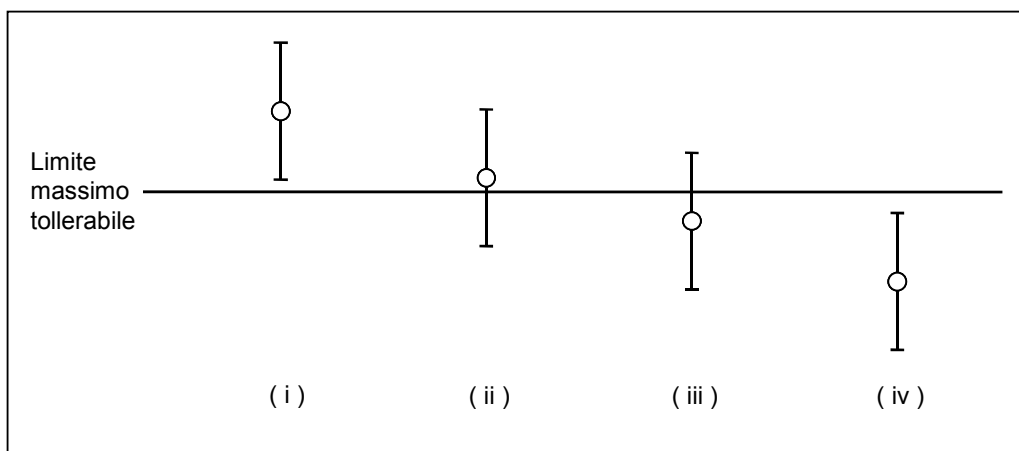 Limite
massimo
tollerabile
( i ) ( ii ) ( iii ) ( iv )